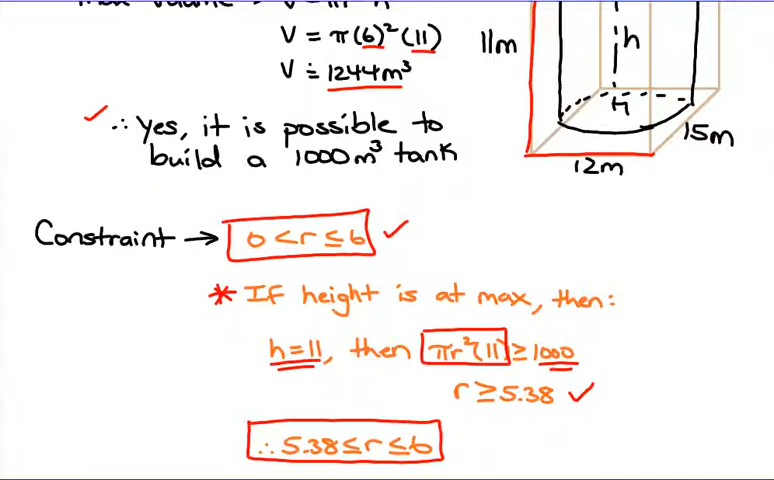 V = π(6)²(11)
V ≐ 1244m³
∴ Yes, it is possible to
build a 1000m³ tank
11m
h
15m
12m
Constraint → 0 < r ≤ 6
* If height is at max, then:
h = 11, then πr²(11) ≥ 1000
r ≥ 5.38
∴ 5.38 ≤ r ≤ 6